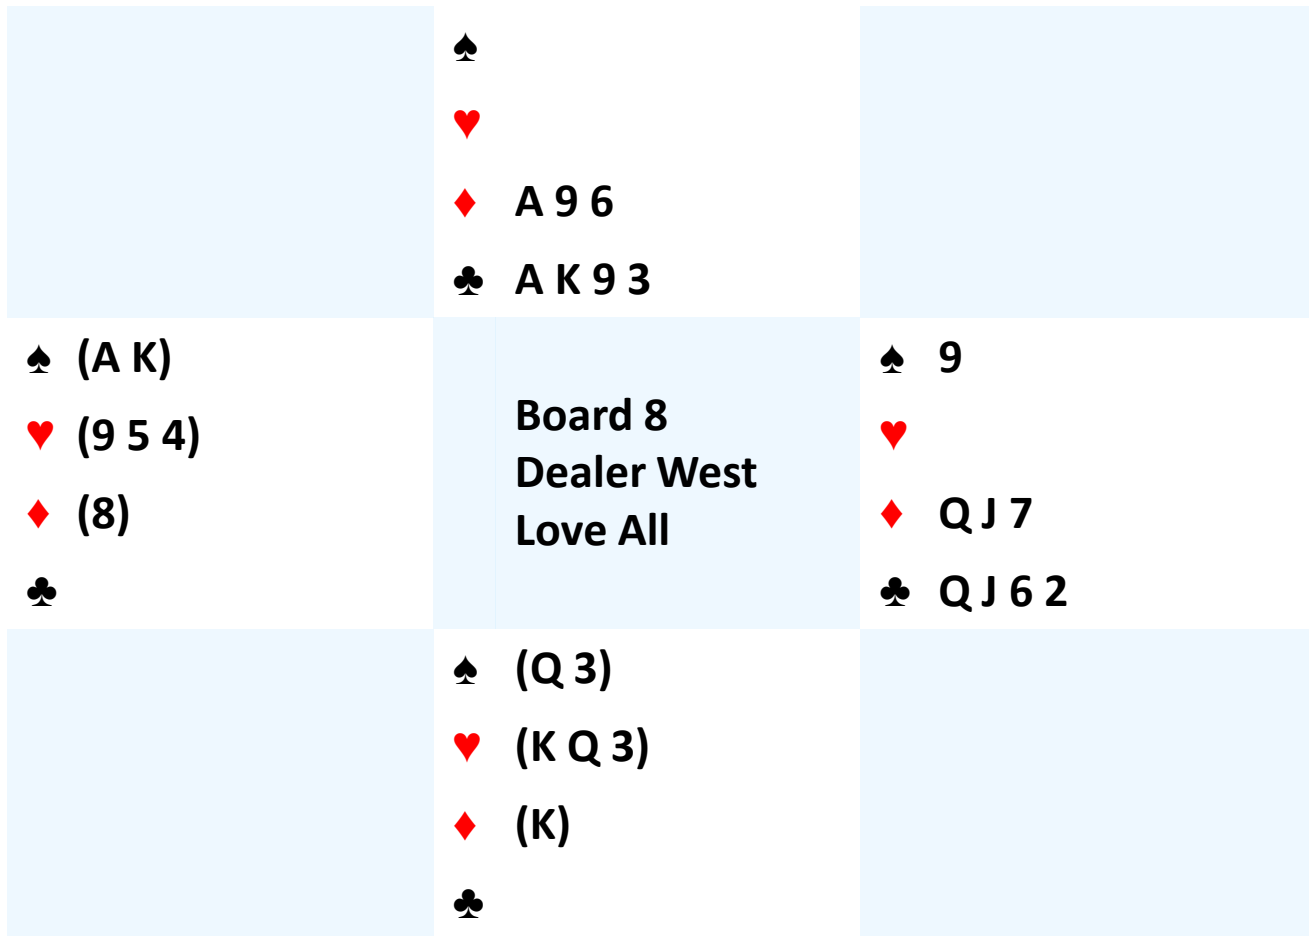 ♠
♥
♦ A 9 6
♣ A K 9 3
♠ (A K)
♥ (9 5 4)
♦ (8)
♣
Board 8
Dealer West
Love All
♠ 9
♥
♦ Q J 7
♣ Q J 6 2
♠ (Q 3)
♥ (K Q 3)
♦ (K)
♣